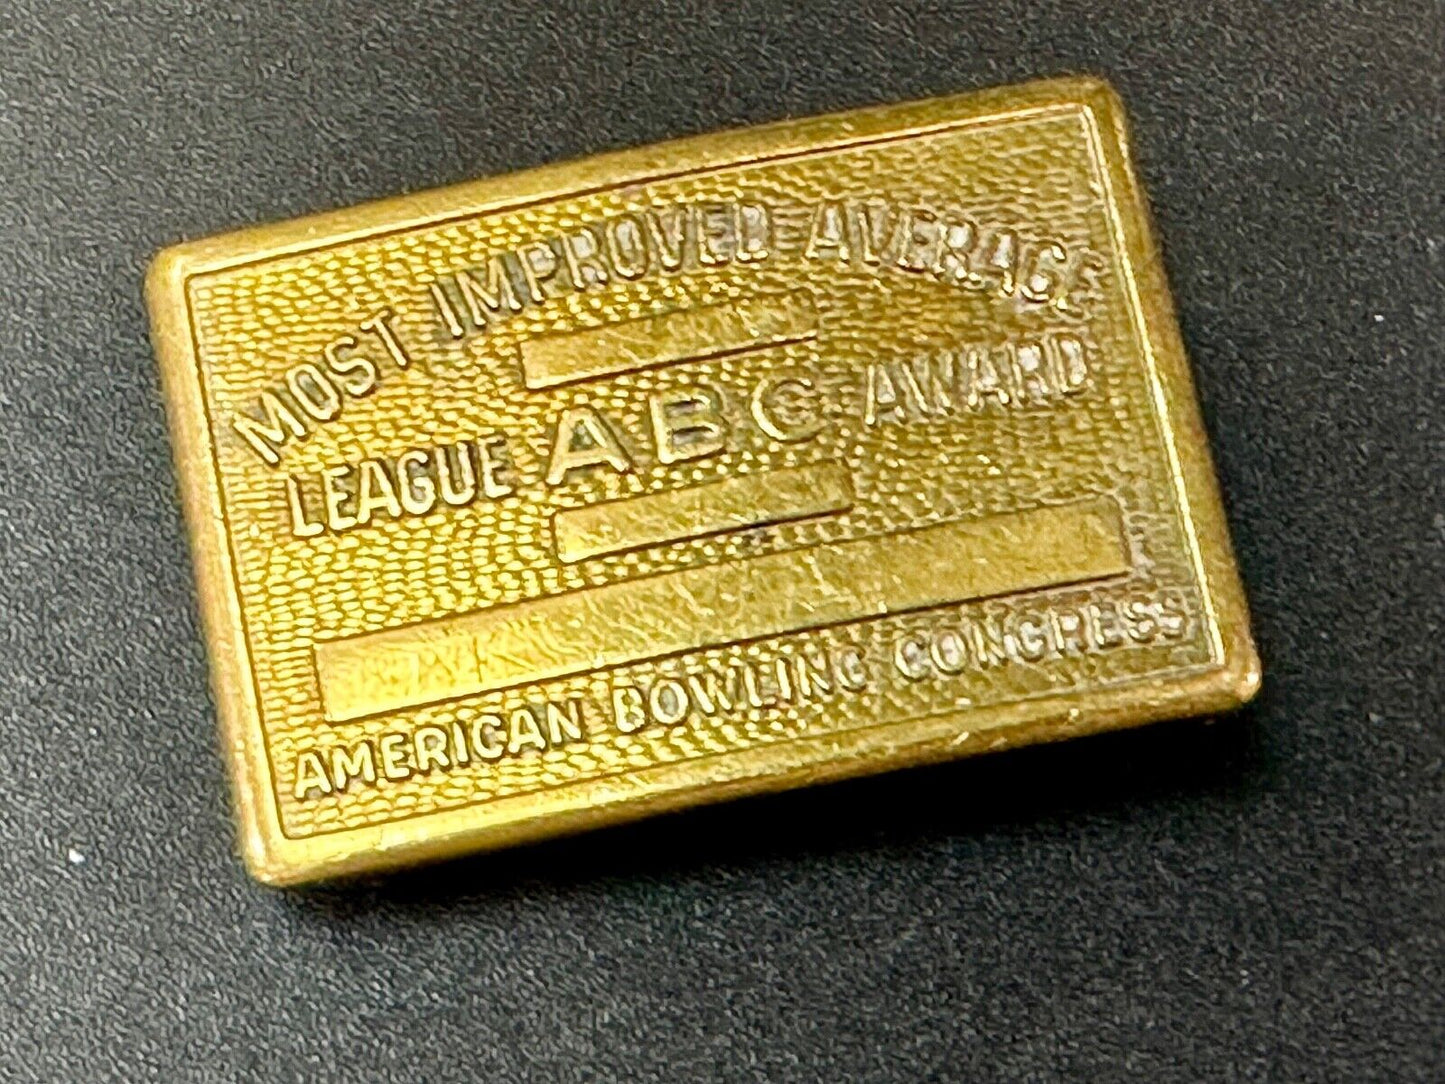 MOST IMPROVED AVERAGE
LEAGUE ABC AWARD
AMERICAN BOWLING CONGRESS